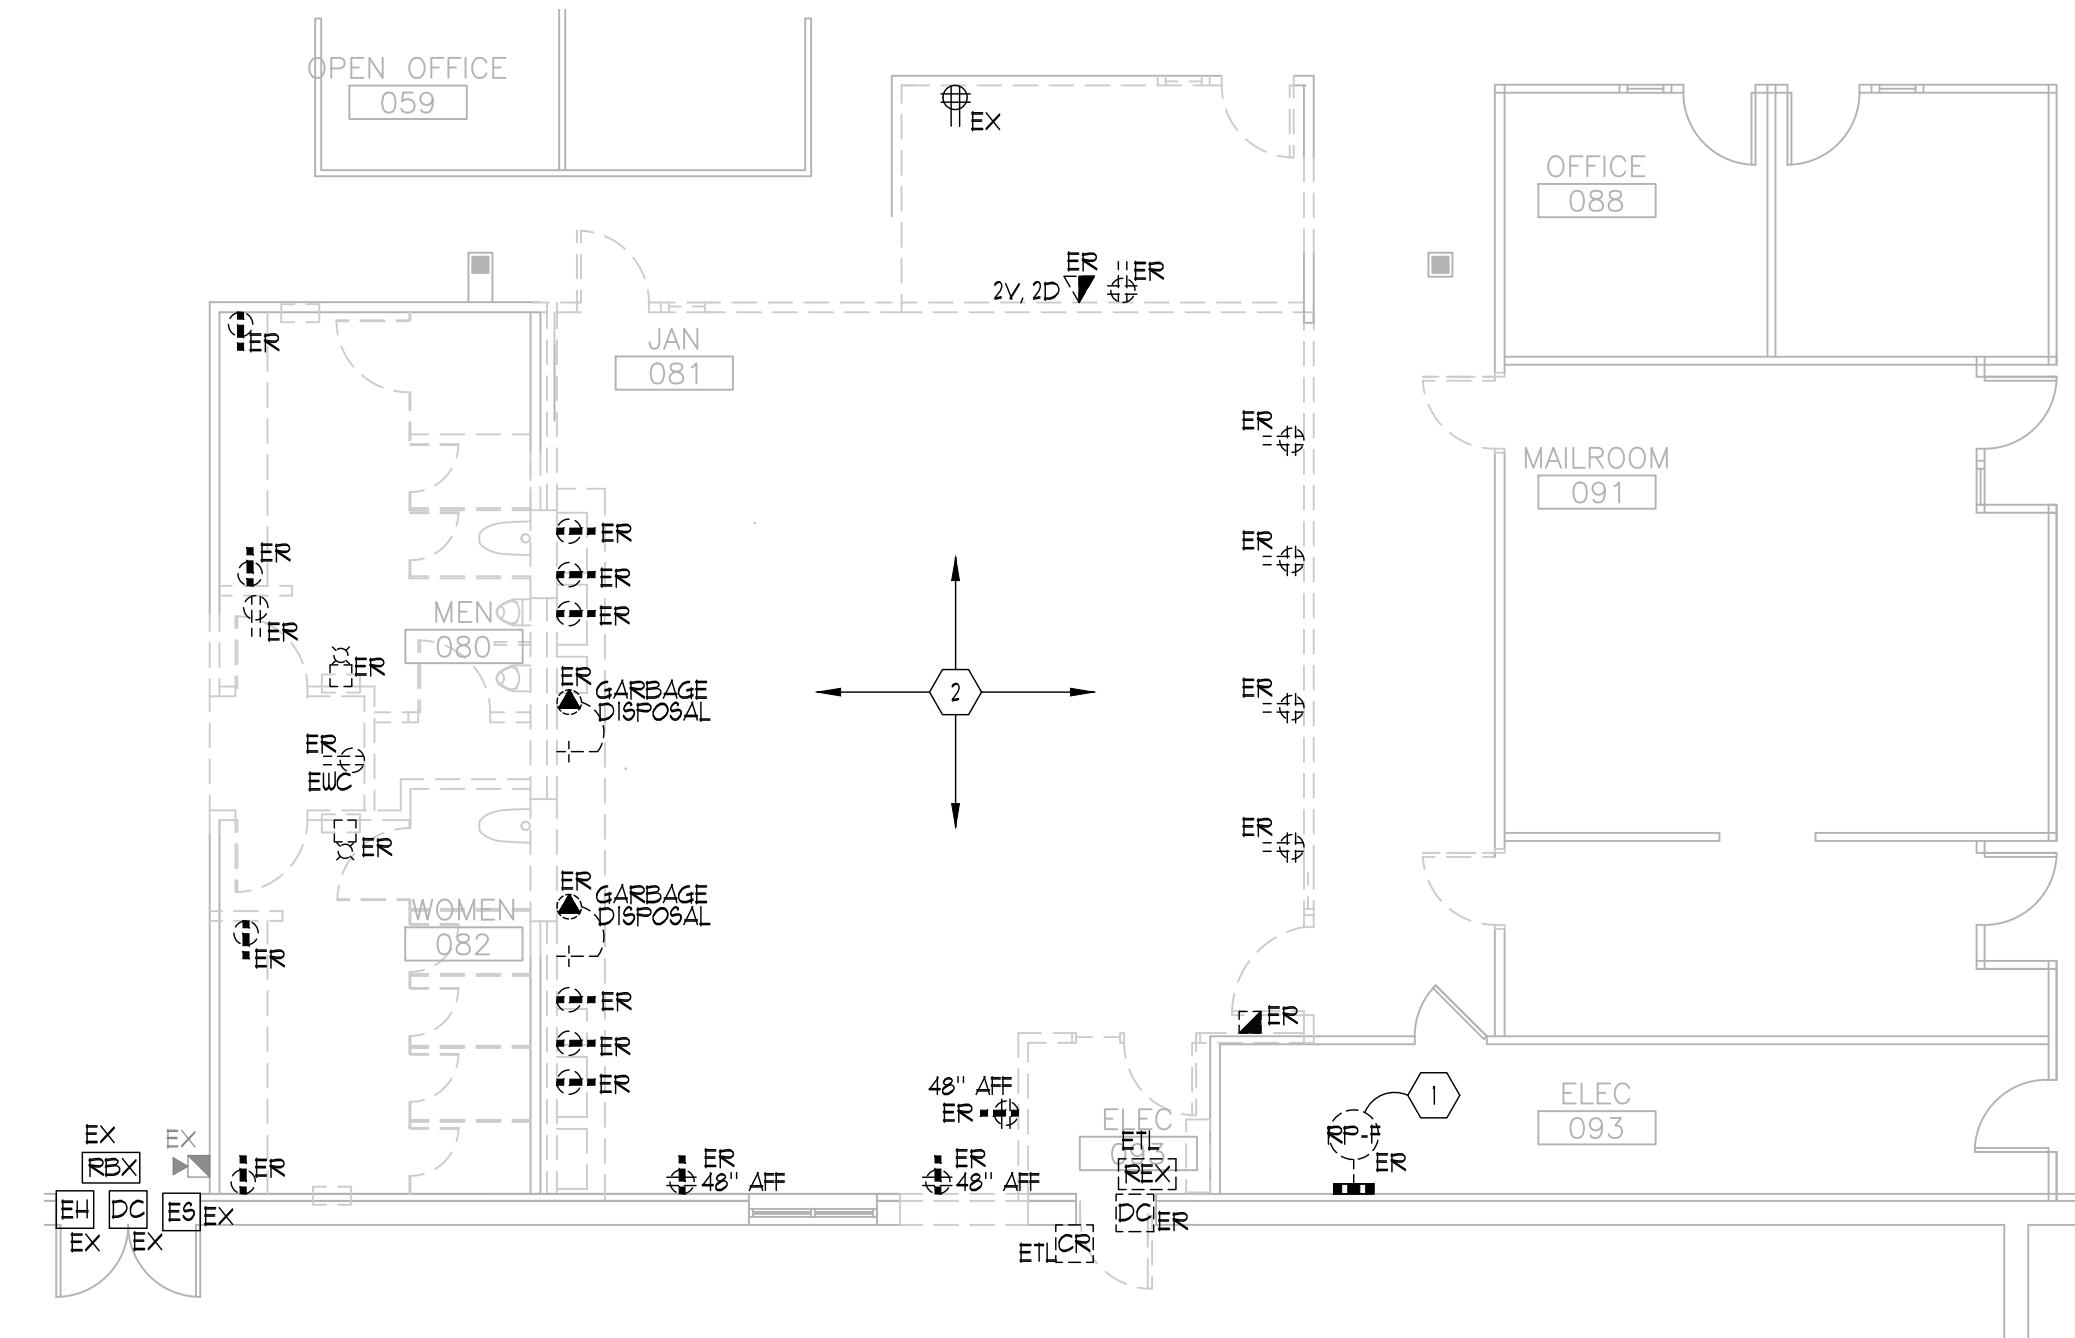 OPEN OFFICE
059
EX
OFFICE
088
ER
ER
2V, 2D
ER
JAN
081
ER
MAILROOM
091
ER
ER
ER
ER
ER
MEN
080
ER
ER
ER
ER
ER
GARBAGE
DISPOSAL
2
ER
ER
EWC
ER
ER
ER
GARBAGE
DISPOSAL
WOMEN
082
ER
ER
ER
ER
ER
48" AFF
ER
ELEC
093
1
ELEC
093
RP-#
ER
EX
RBX
EX
ER
ER
48" AFF
ER
48" AFF
ETL
REX
EH
DC
ES
EX
EX
EX
DC
ER
ETL
CR